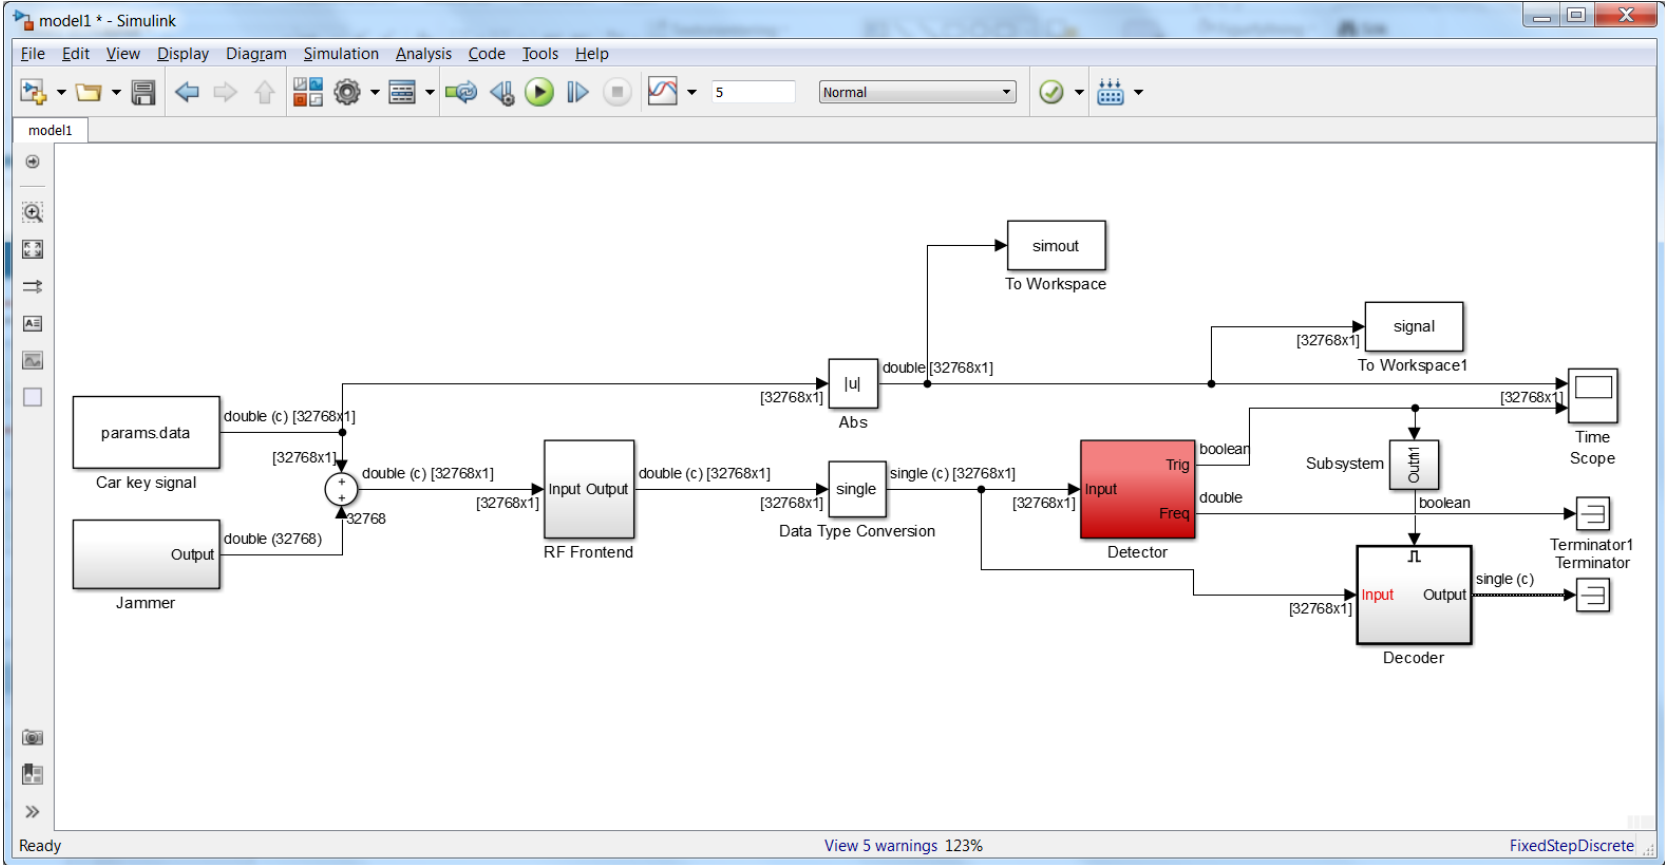 model1 * - Simulink
File Edit View Display Diagram Simulation Analysis Code Tools Help
5 Normal
model1
simout
To Workspace
signal
[32768x1]
To Workspace1
double [32768x1]
|u|
[32768x1]
Abs
[32768x1]
Time
Scope
params.data
double (c) [32768x1]
Car key signal
[32768x1]
+
+
32768
double (c) [32768x1]
[32768x1]
Input Output
RF Frontend
double (c) [32768x1]
[32768x1]
single
Data Type Conversion
single (c) [32768x1]
[32768x1]
Input
Trig
Freq
Detector
boolean
double
Subsystem
boolean
Terminator1
Terminator
Output
double (32768)
Jammer
[32768x1]
Input Output
Decoder
single (c)
Ready
View 5 warnings 123%
FixedStepDiscrete